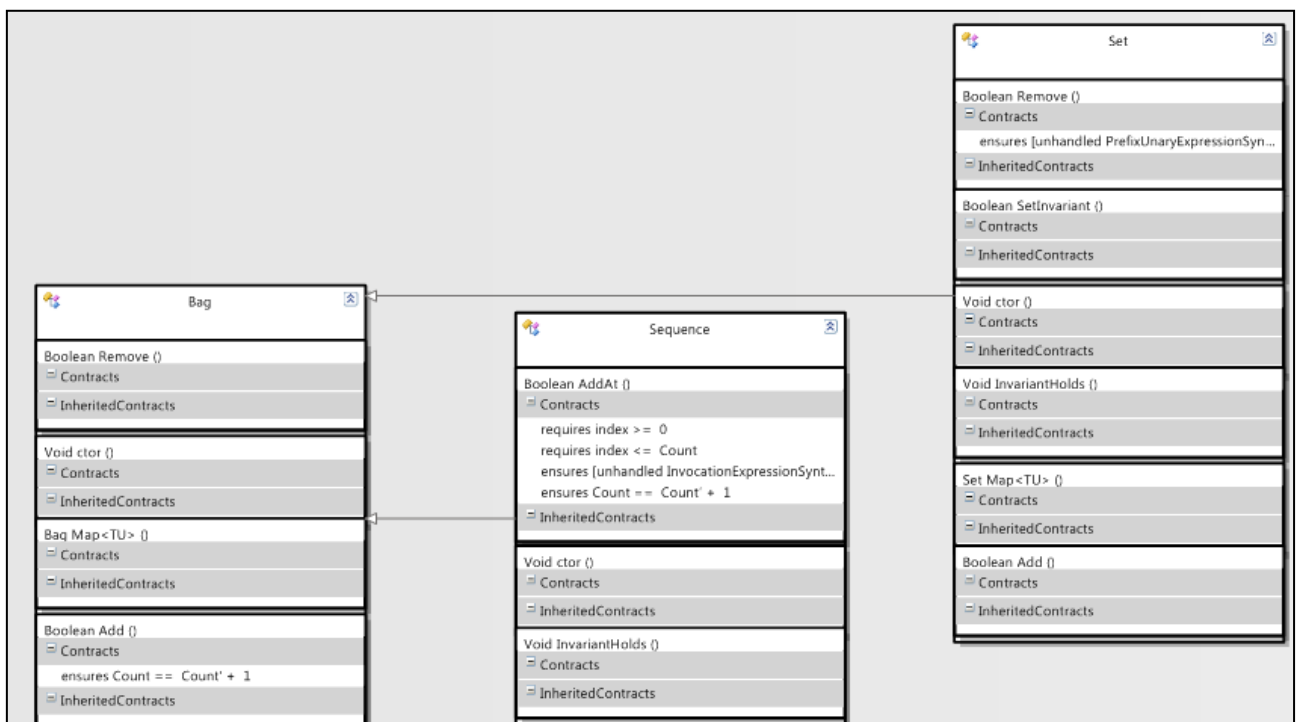 Bag
Boolean Remove ()
Contracts
InheritedContracts
Void ctor ()
Contracts
InheritedContracts
Bag Map<TU> ()
Contracts
InheritedContracts
Boolean Add ()
Contracts
ensures Count == Count' + 1
InheritedContracts
Sequence
Boolean AddAt ()
Contracts
requires index >= 0
requires index <= Count
ensures [unhandled InvocationExpressionSynt...
ensures Count == Count' + 1
InheritedContracts
Void ctor ()
Contracts
InheritedContracts
Void InvariantHolds ()
Contracts
InheritedContracts
Set
Boolean Remove ()
Contracts
ensures [unhandled PrefixUnaryExpressionSyn...
InheritedContracts
Boolean SetInvariant ()
Contracts
InheritedContracts
Void ctor ()
Contracts
InheritedContracts
Void InvariantHolds ()
Contracts
InheritedContracts
Set Map<TU> ()
Contracts
InheritedContracts
Boolean Add ()
Contracts
InheritedContracts